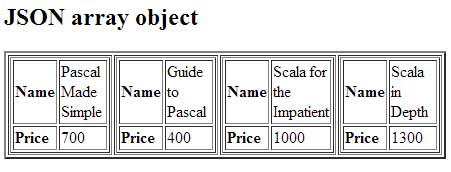 JSON array object
Name Pascal Made Simple Name Guide to Pascal Name Scala for the Impatient Name Scala in Depth
Price 700 Price 400 Price 1000 Price 1300